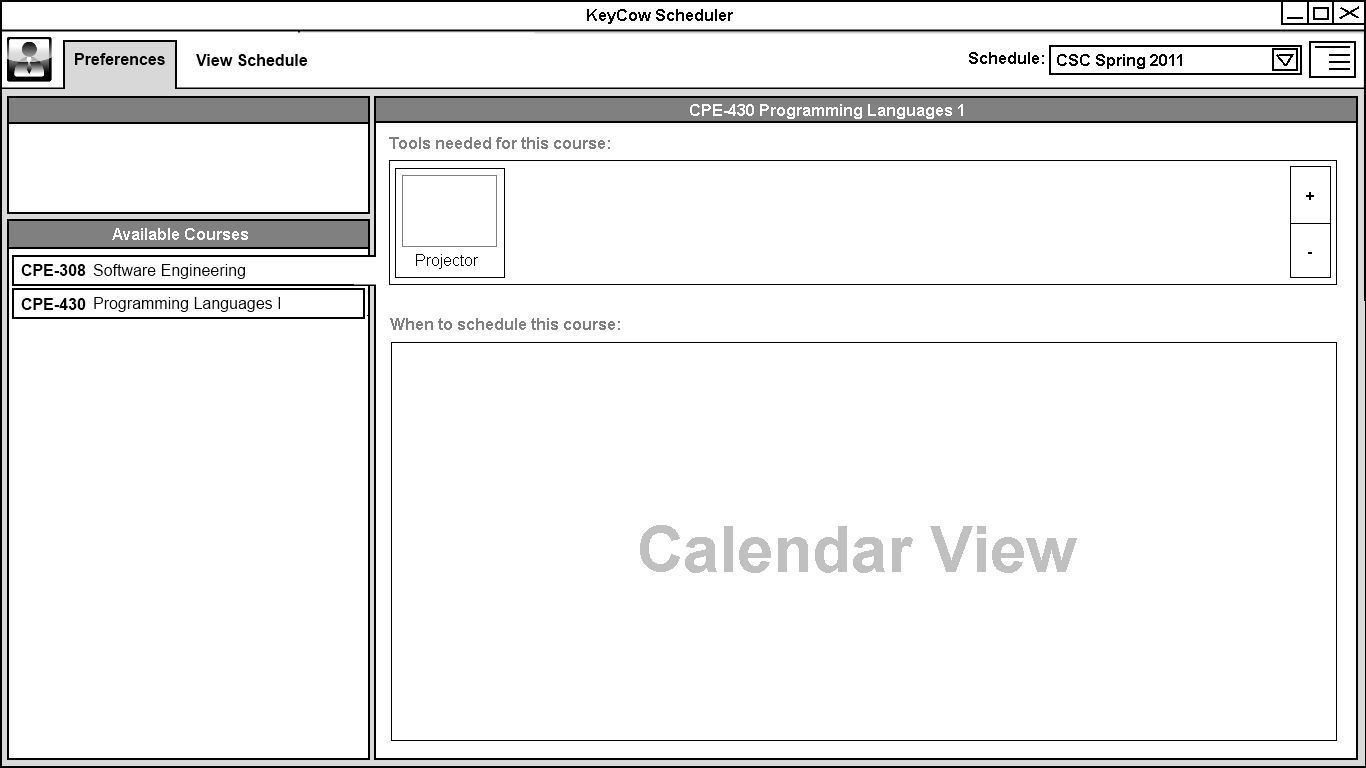 KeyCow Scheduler
Preferences View Schedule Schedule: CSC Spring 2011
CPE-430 Programming Languages 1
Tools needed for this course:
+
Projector
-
Available Courses
CPE-308 Software Engineering
CPE-430 Programming Languages I
When to schedule this course:
Calendar View